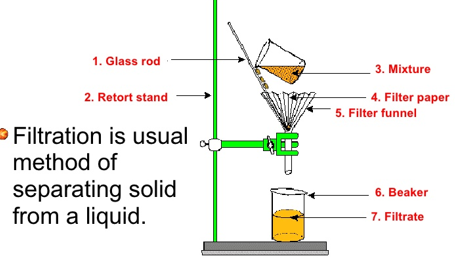 1. Glass rod
3. Mixture
2. Retort stand
4. Filter paper
5. Filter funnel
Filtration is usual
method of
separating solid
from a liquid.
6. Beaker
7. Filtrate